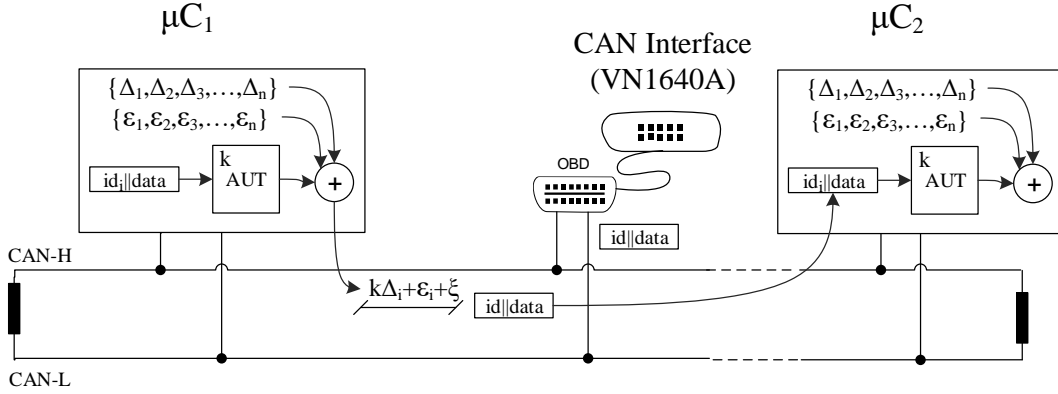 μC₁
μC₂
CAN Interface
(VN1640A)
{Δ₁,Δ₂,Δ₃,…,Δₙ}
{ε₁,ε₂,ε₃,…,εₙ}
k
AUT
idᵢ||data
+
OBD
id||data
{Δ₁,Δ₂,Δ₃,…,Δₙ}
{ε₁,ε₂,ε₃,…,εₙ}
k
AUT
idᵢ||data
+
CAN-H
kΔᵢ+εᵢ+ξ
id||data
CAN-L